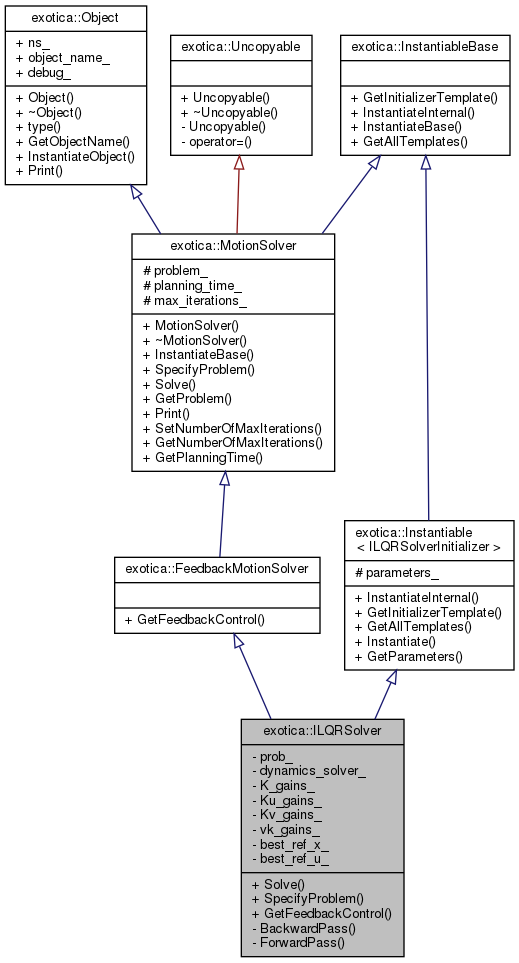 exotica::Object
+ ns_
+ object_name_
+ debug_
+ Object()
+ ~Object()
+ type()
+ GetObjectName()
+ InstantiateObject()
+ Print()
exotica::Uncopyable
+ Uncopyable()
+ ~Uncopyable()
- Uncopyable()
- operator=()
exotica::InstantiableBase
+ GetInitializerTemplate()
+ InstantiateInternal()
+ InstantiateBase()
+ GetAllTemplates()
exotica::MotionSolver
# problem_
# planning_time_
# max_iterations_
+ MotionSolver()
+ ~MotionSolver()
+ InstantiateBase()
+ SpecifyProblem()
+ Solve()
+ GetProblem()
+ Print()
+ SetNumberOfMaxIterations()
+ GetNumberOfMaxIterations()
+ GetPlanningTime()
exotica::FeedbackMotionSolver
+ GetFeedbackControl()
exotica::Instantiable
< ILQRSolverInitializer >
# parameters_
+ InstantiateInternal()
+ GetInitializerTemplate()
+ GetAllTemplates()
+ Instantiate()
+ GetParameters()
exotica::ILQRSolver
- prob_
- dynamics_solver_
- K_gains_
- Ku_gains_
- Kv_gains_
- vk_gains_
- best_ref_x_
- best_ref_u_
+ Solve()
+ SpecifyProblem()
+ GetFeedbackControl()
- BackwardPass()
- ForwardPass()